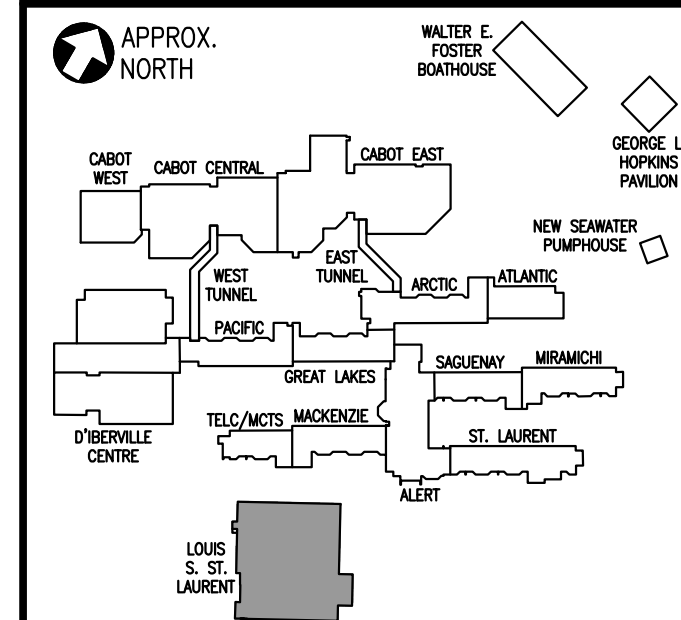 APPROX.
NORTH
WALTER E.
FOSTER
BOATHOUSE
GEORGE L
HOPKINS
PAVILION
CABOT
WEST
CABOT CENTRAL
CABOT EAST
NEW SEAWATER
PUMPHOUSE
WEST
TUNNEL
EAST
TUNNEL
ARCTIC
ATLANTIC
PACIFIC
GREAT LAKES
SAGUENAY
MIRAMICHI
D'IBERVILLE
CENTRE
TELC/MCTS
MACKENZIE
ST. LAURENT
ALERT
LOUIS
S. ST.
LAURENT